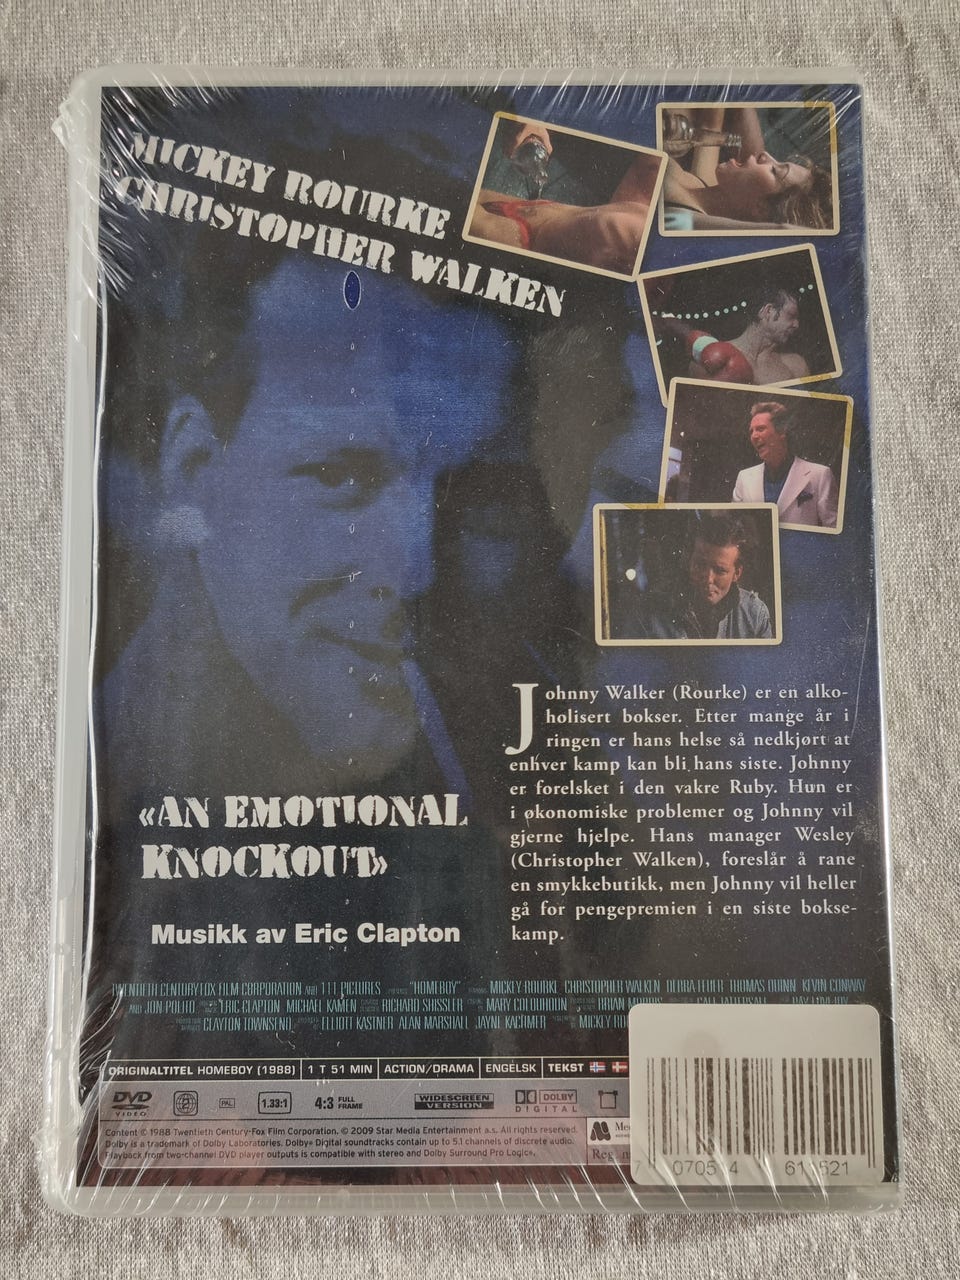 MICKEY ROURKE
CHRISTOPHER WALKEN
Johnny Walker (Rourke) er en alko-
holisert bokser. Etter mange år i
ringen er hans helse så nedkjørt at
enhver kamp kan bli hans siste. Johnny
er forelsket i den vakre Ruby. Hun er
i økonomiske problemer og Johnny vil
gjerne hjelpe. Hans manager Wesley
(Christopher Walken), foreslår å rane
en smykkebutikk, men Johnny vil heller
gå for pengepremien i en siste bokse-
kamp.
«AN EMOTIONAL
KNOCKOUT»
Musikk av Eric Clapton
TWENTIETH CENTURY FOX FILM CORPORATION AND 111 PICTURES "HOMEBOY" MICKEY ROURKE CHRISTOPHER WALKEN DEBRA FEUER THOMAS QUINN KEVIN CONWAY
AND JON POLITO ERIC CLAPTON MICHAEL KAMEN RICHARD SHISSLER MARY COLQUHOUN BRIAN MORRIS GALE TATTERSALL RAY LOVEJOY
CLAYTON TOWNSEND ELLIOTT KASTNER ALAN MARSHALL JAYNE KACHMER MICKEY
ORIGINALTITEL HOMEBOY (1988) 1 T 51 MIN ACTION/DRAMA ENGELSK TEKST
DVD VIDEO 2 PAL 1.33:1 4:3 FULL FRAME WIDESCREEN VERSION DOLBY DIGITAL
Content © 1988 Twentieth Century-Fox Film Corporation. © 2009 Star Media Entertainment a/s. All rights reserved.
Dolby is a trademark of Dolby Laboratories. Dolby® Digital soundtracks contain up to 5.1 channels of discrete audio.
Playback from two-channel DVD player outputs is compatible with stereo and Dolby Surround Pro Logic®.
Reg.